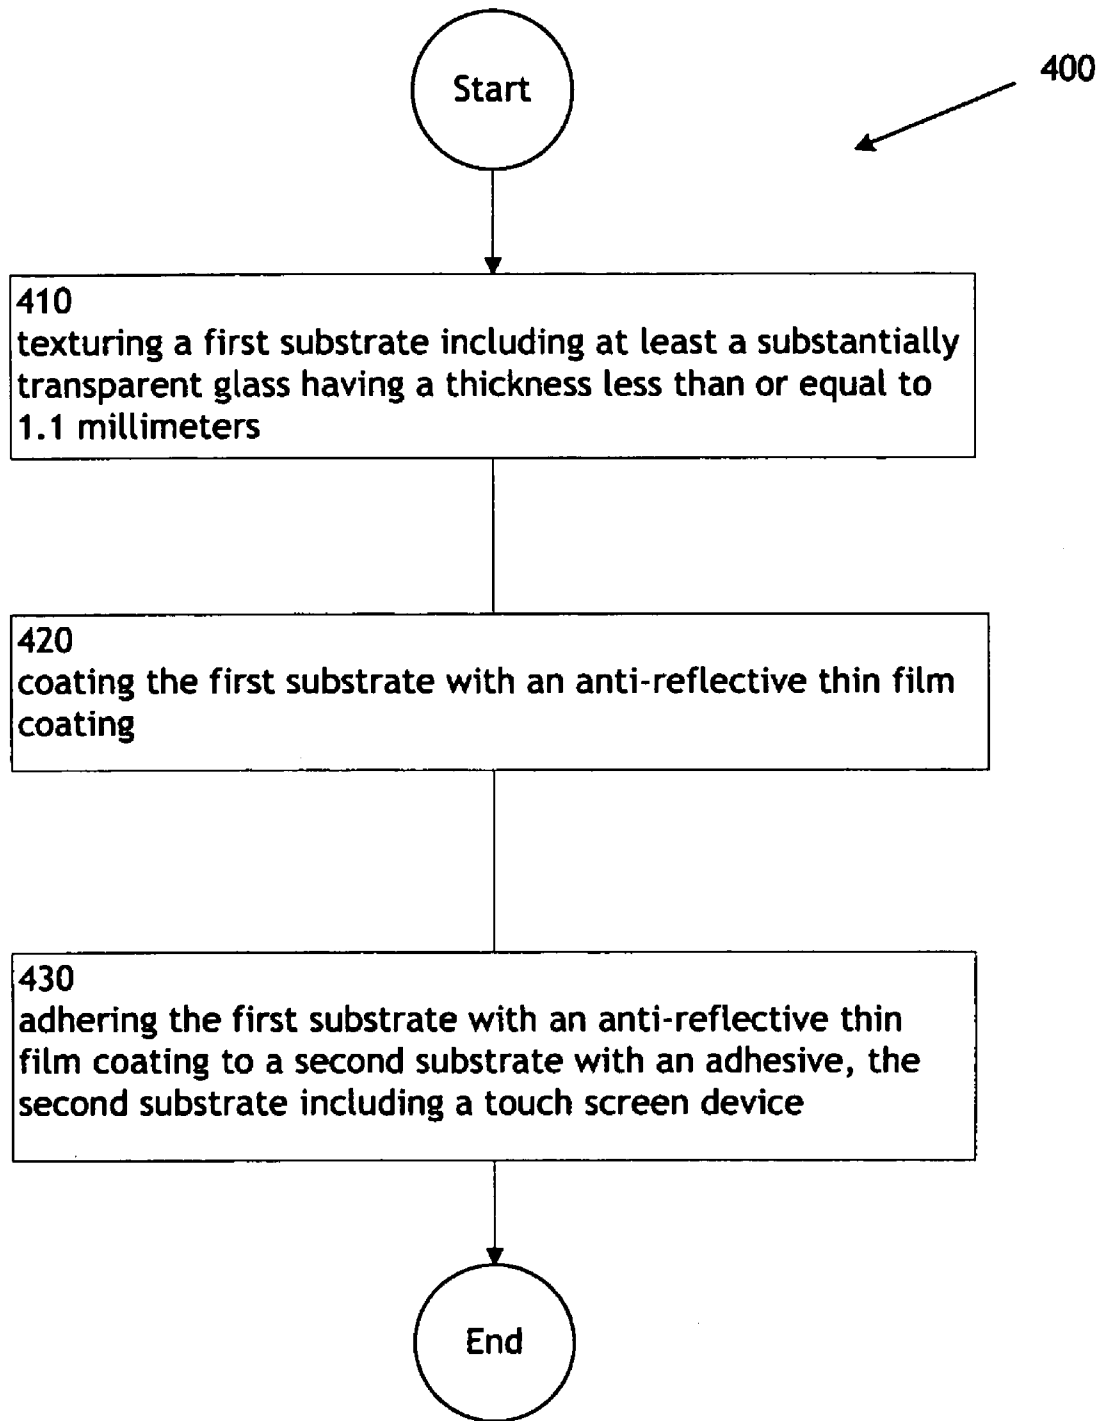 Start
400
410
texturing a first substrate including at least a substantially
transparent glass having a thickness less than or equal to
1.1 millimeters
420
coating the first substrate with an anti-reflective thin film
coating
430
adhering the first substrate with an anti-reflective thin
film coating to a second substrate with an adhesive, the
second substrate including a touch screen device
End